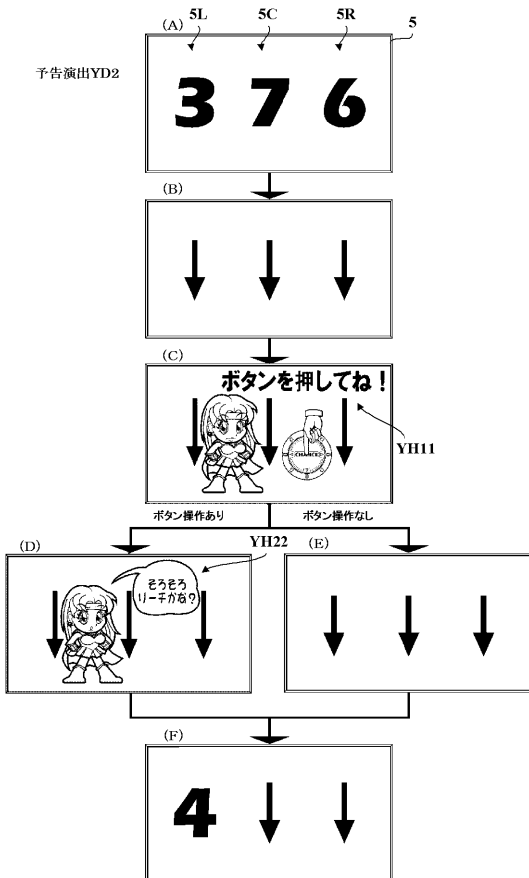 (A)
5L 5C 5R 5
予告演出YD2
3 7 6
(B)
(C)
ボタンを押してね！
CHANCE
YH11
ボタン操作あり ボタン操作なし
(D)
YH22
(E)
そろそろ
リーチかな？
(F)
4